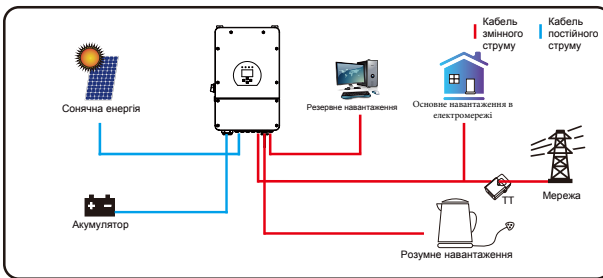 Кабель
змінного
струму
Кабель
постійного
струму
Сонячна енергія
Резервне навантаження
Основне навантаження в
електромережі
ТТ
Мережа
Акумулятор
Розумне навантаження